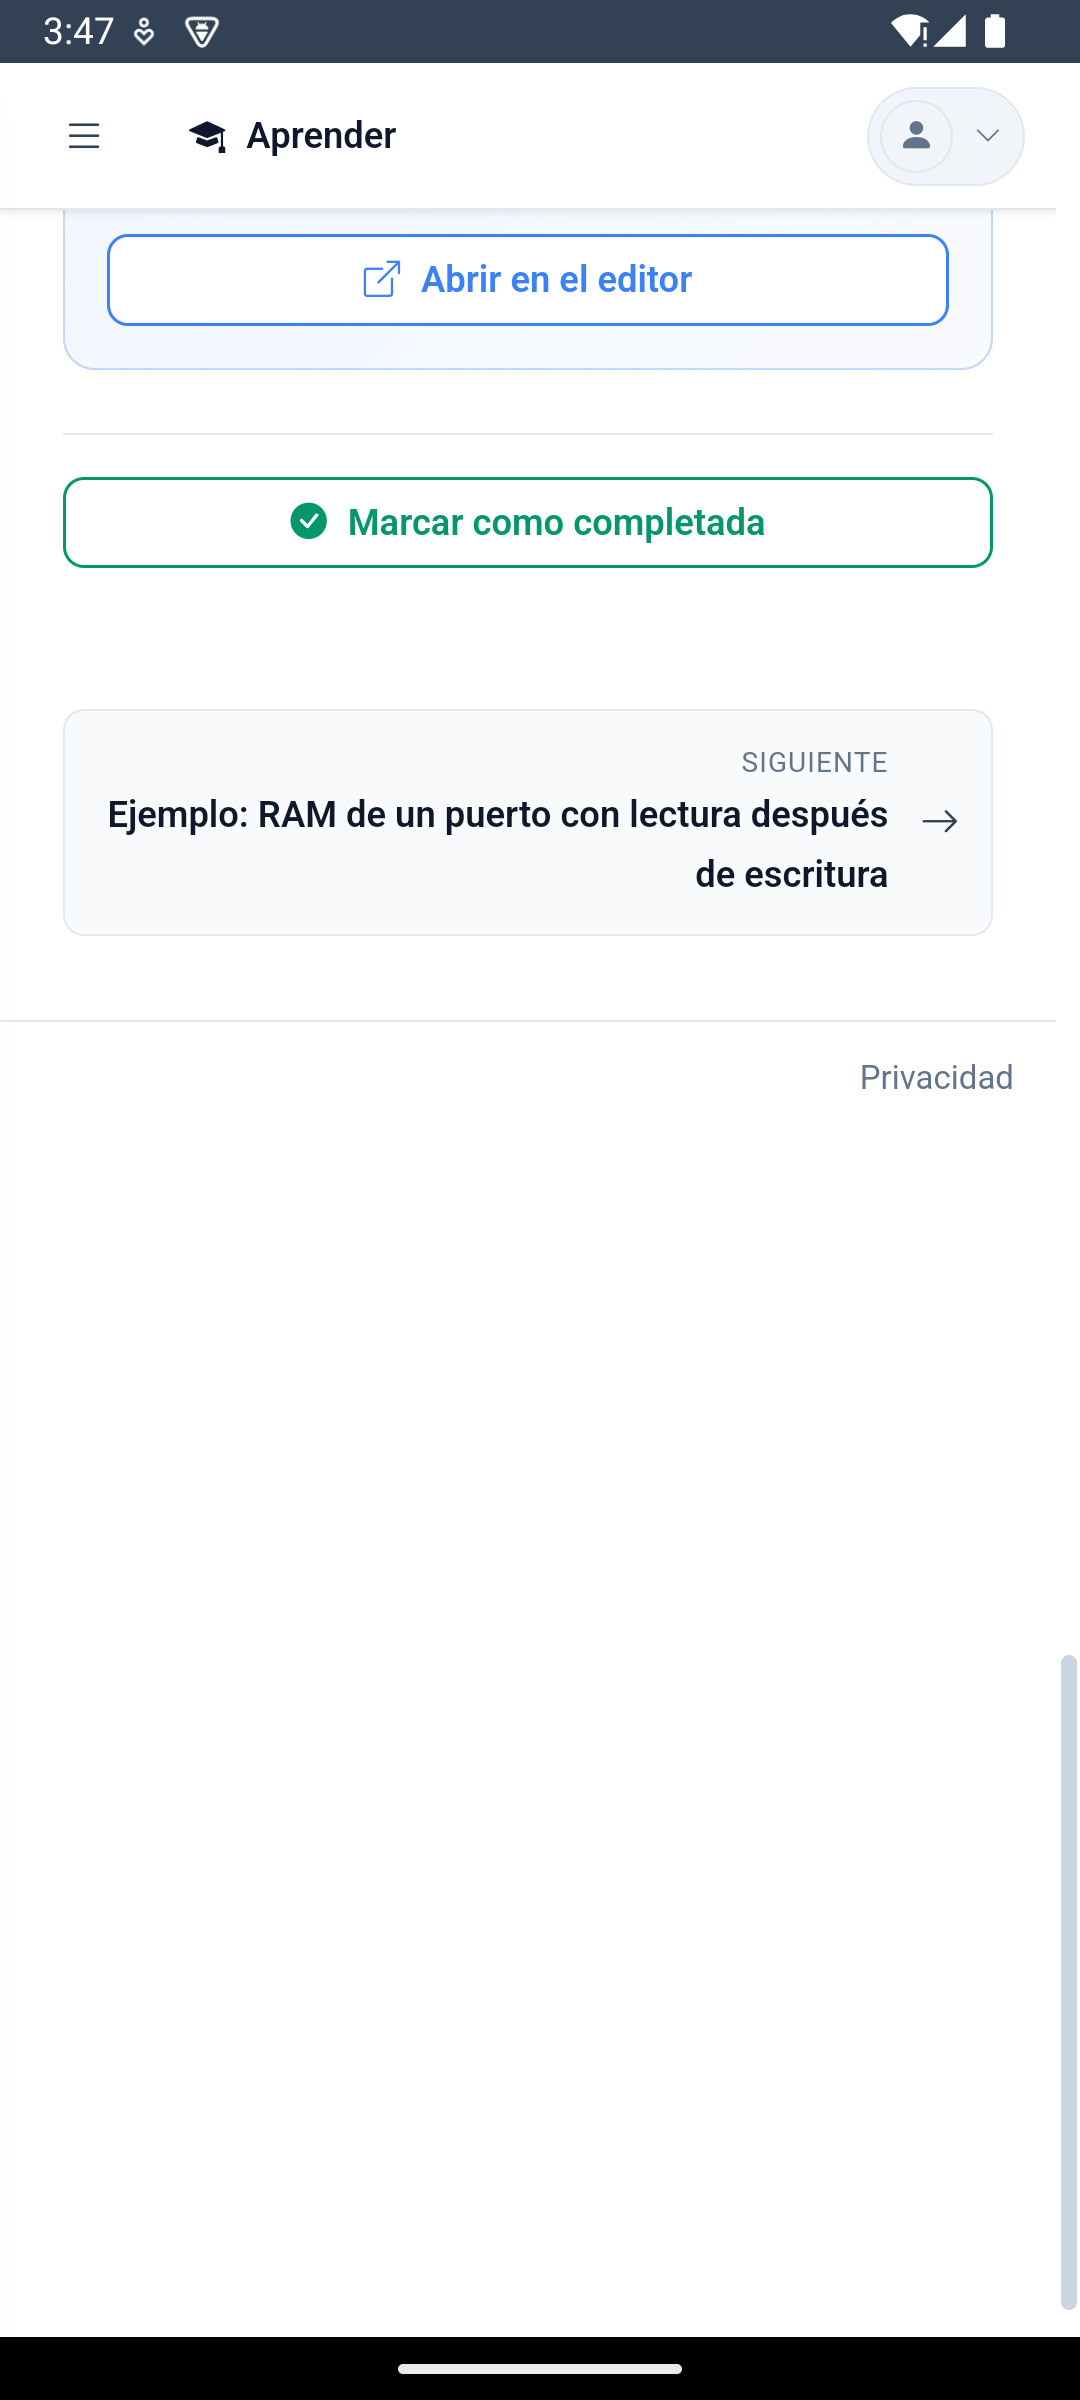 3:47
Aprender
Abrir en el editor
Marcar como completada
SIGUIENTE
Ejemplo: RAM de un puerto con lectura después
de escritura
Privacidad